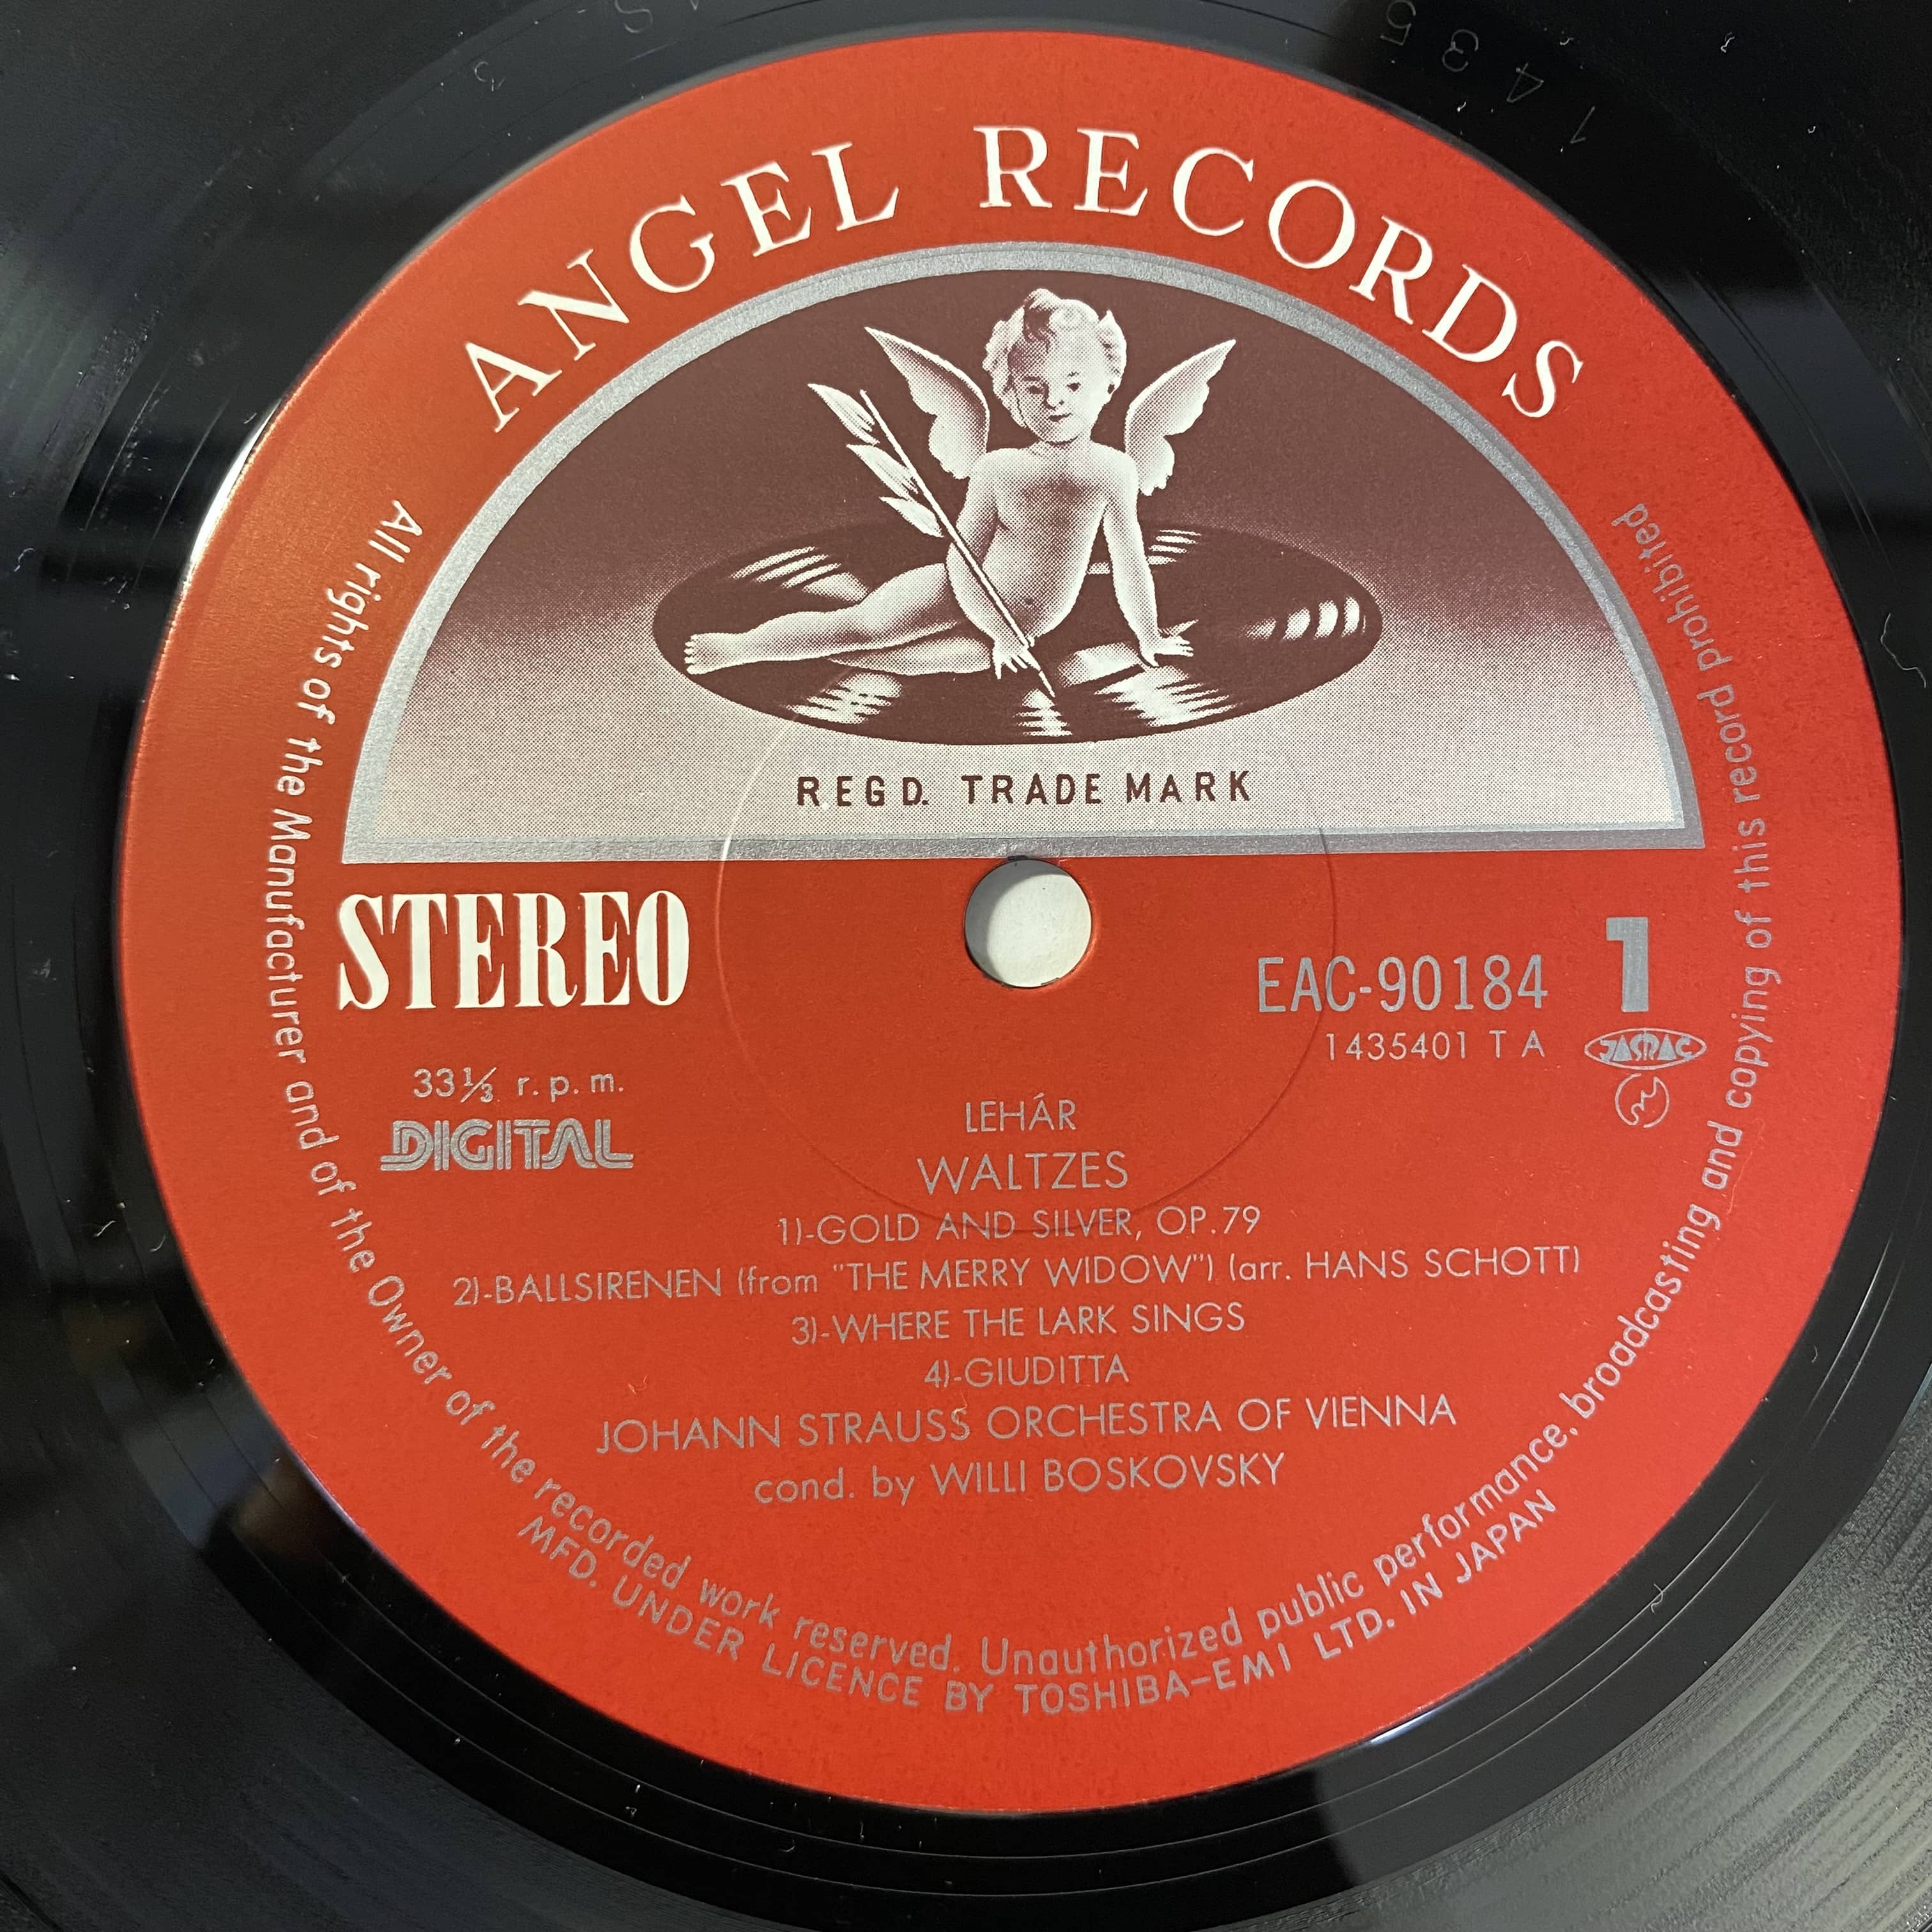 ANGEL RECORDS
REGD. TRADE MARK
STEREO
33⅓ r.p.m.
DIGITAL
EAC-90184
1
1435401 T A
JASRAC
LEHÁR
WALTZES
1)-GOLD AND SILVER, OP.79
2)-BALLSIRENEN (from "THE MERRY WIDOW") (arr. HANS SCHOTT)
3)-WHERE THE LARK SINGS
4)-GIUDITTA
JOHANN STRAUSS ORCHESTRA OF VIENNA
cond. by WILLI BOSKOVSKY
All rights of the Manufacturer and of the Owner of the recorded work reserved. Unauthorized public performance, broadcasting and copying of this record prohibited
MFD. UNDER LICENCE BY TOSHIBA-EMI LTD. IN JAPAN
1435